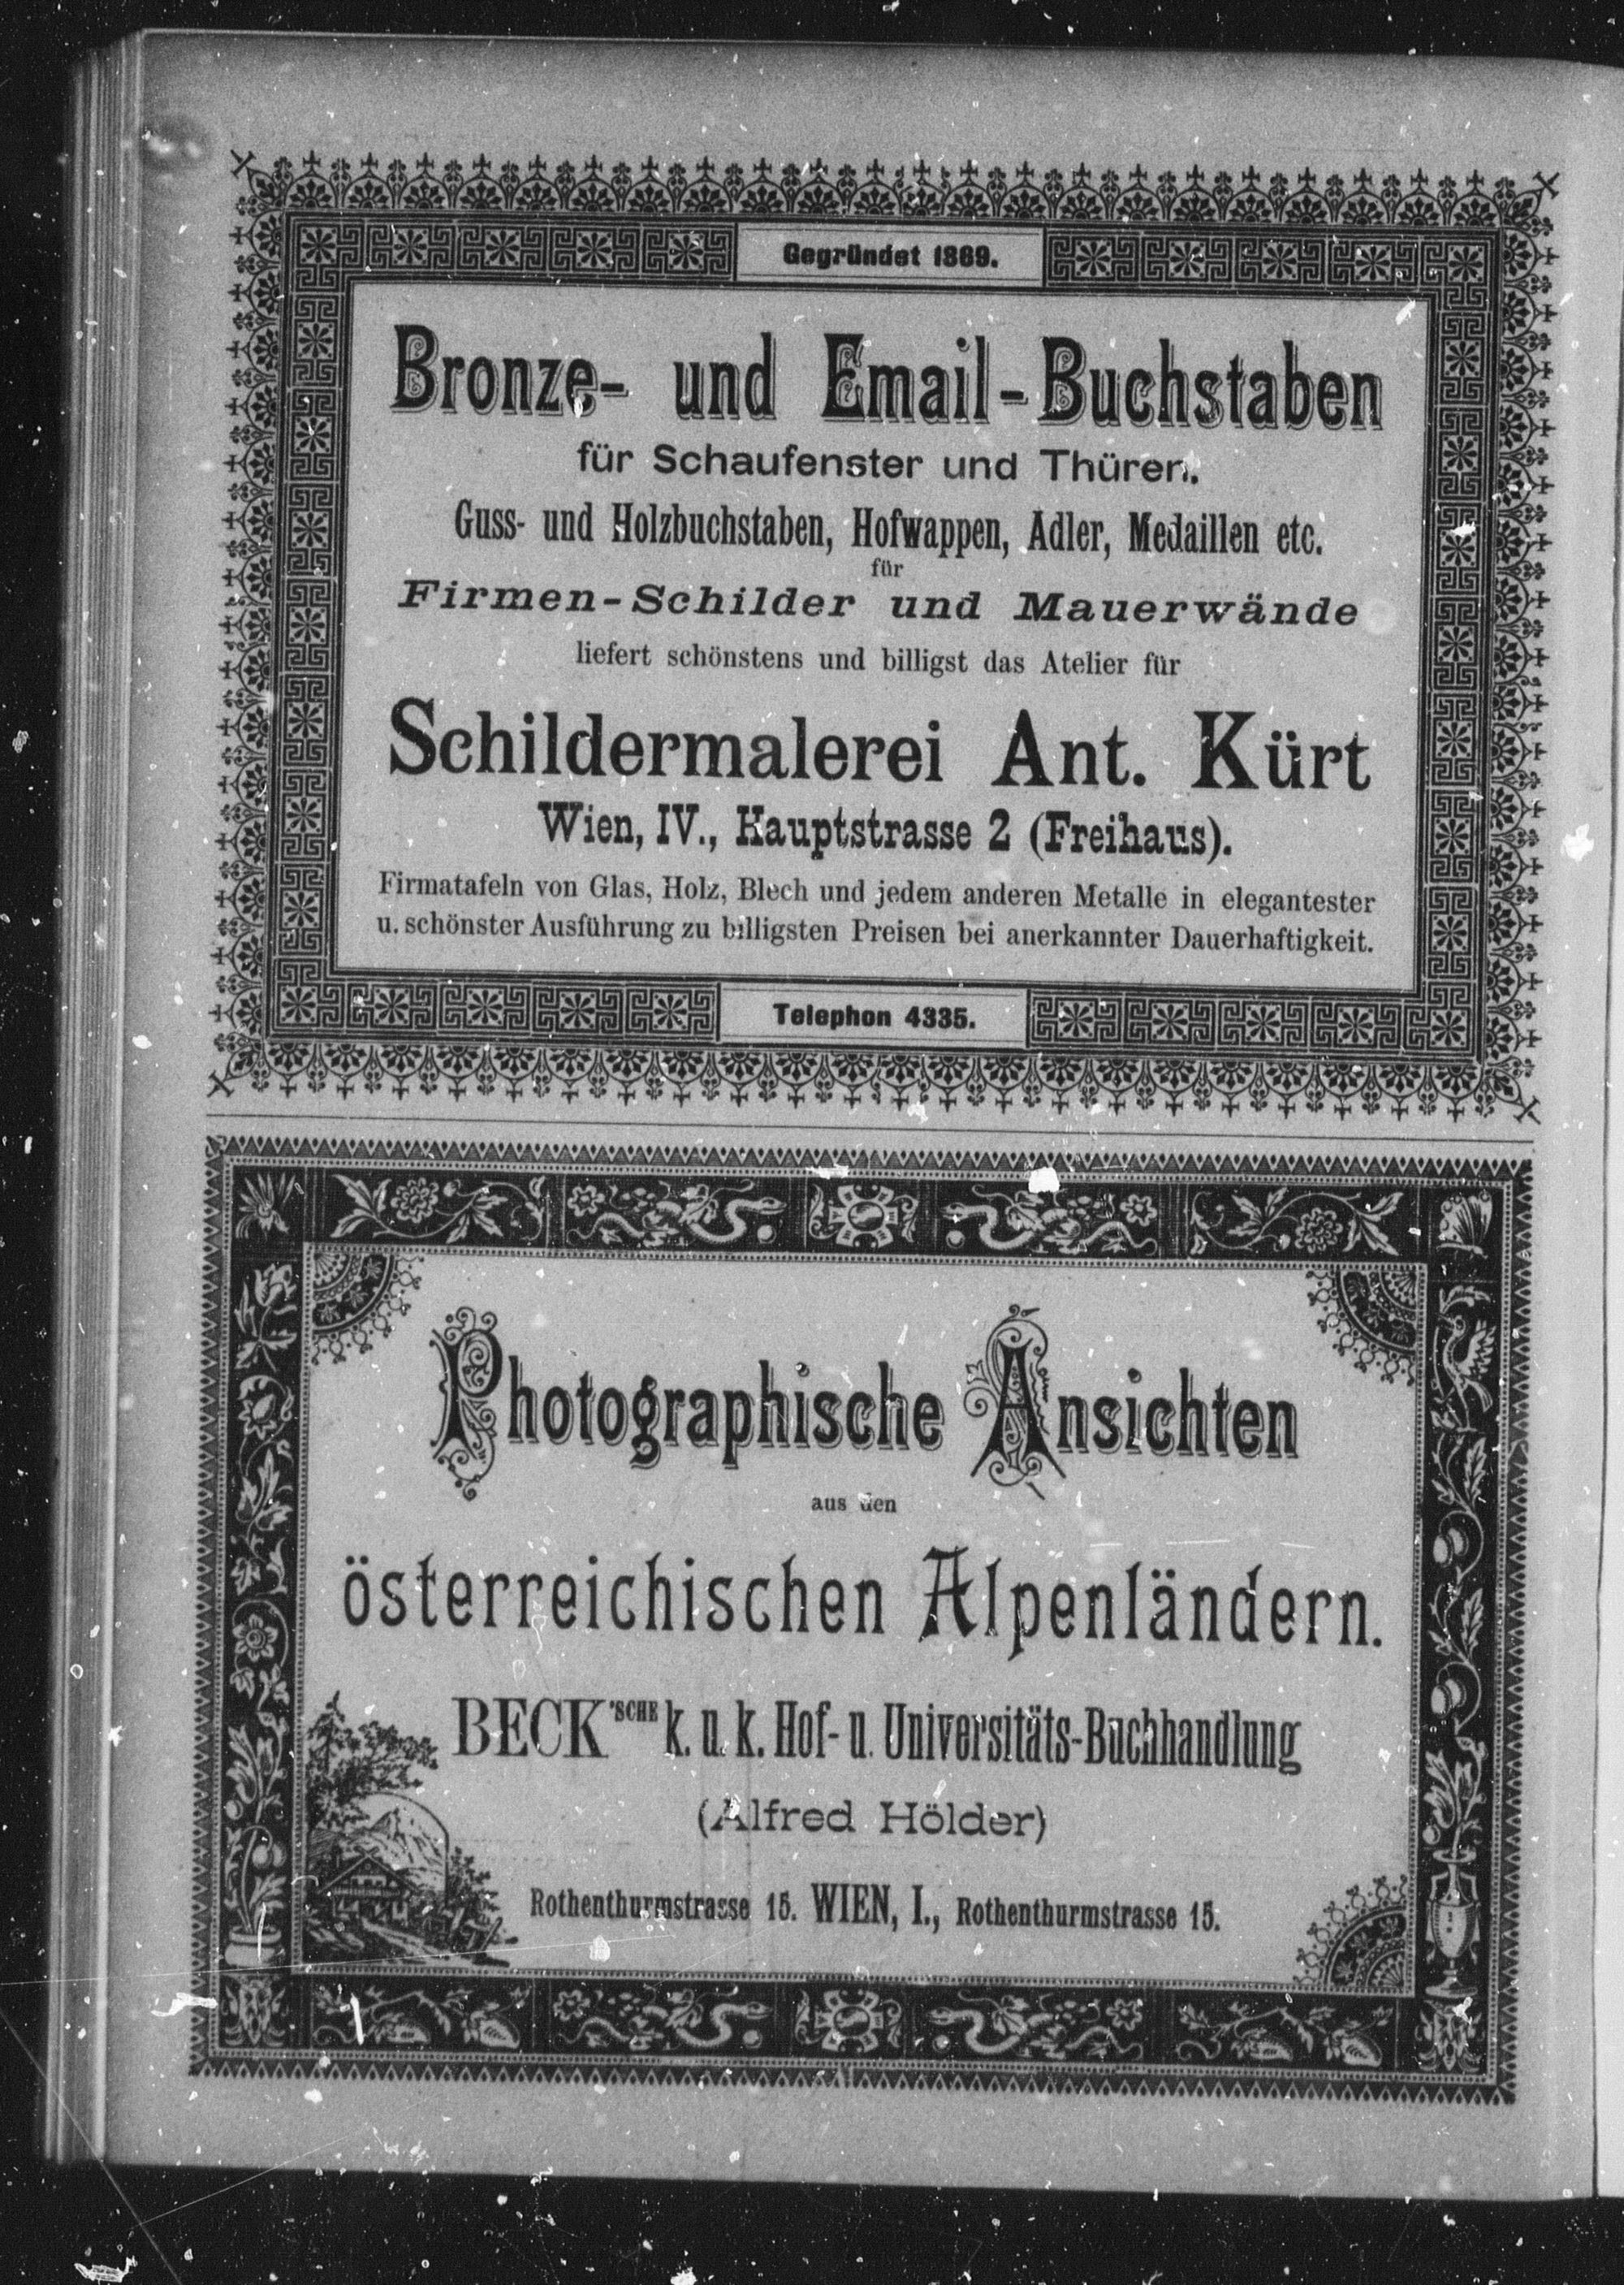 Gegründet 1869.
Bronze- und Email-Buchstaben
für Schaufenster und Thüren.
Guss- und Holzbuchstaben, Hofwappen, Adler, Medaillen etc.
für
Firmen-Schilder und Mauerwände
liefert schönstens und billigst das Atelier für
Schildermalerei Ant. Kürt
Wien, IV., Hauptstrasse 2 (Freihaus).
Firmatafeln von Glas, Holz, Blech und jedem anderen Metalle in elegantester
u. schönster Ausführung zu billigsten Preisen bei anerkannter Dauerhaftigkeit.
Telephon 4335.
Photographische Ansichten
aus den
österreichischen Alpenländern.
BECK'SCHE k. u. k. Hof- u. Universitäts-Buchhandlung
(Alfred Hölder)
Rothenthurmstrasse 15. WIEN, I., Rothenthurmstrasse 15.